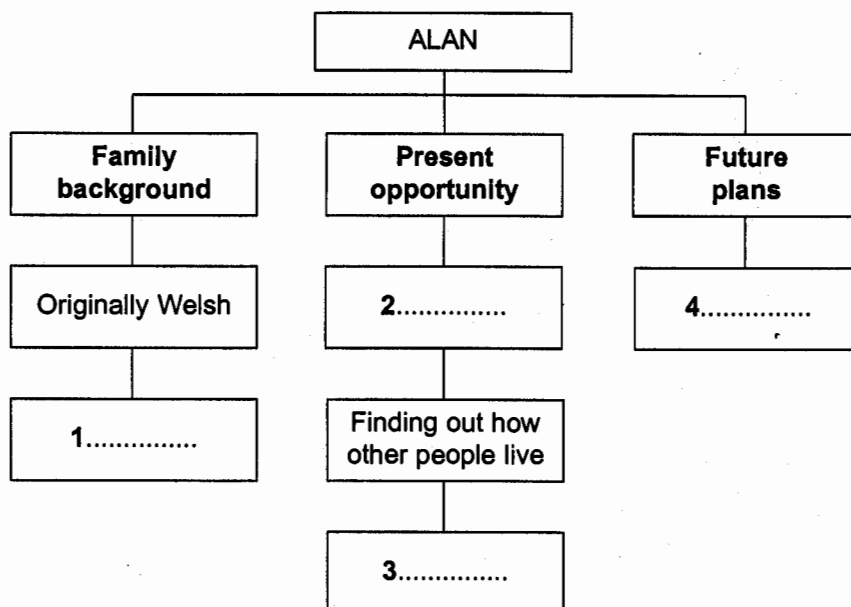 ALAN
Family
background
Present
opportunity
Future
plans
Originally Welsh
2...............
4...............
1...............
Finding out how
other people live
3...............